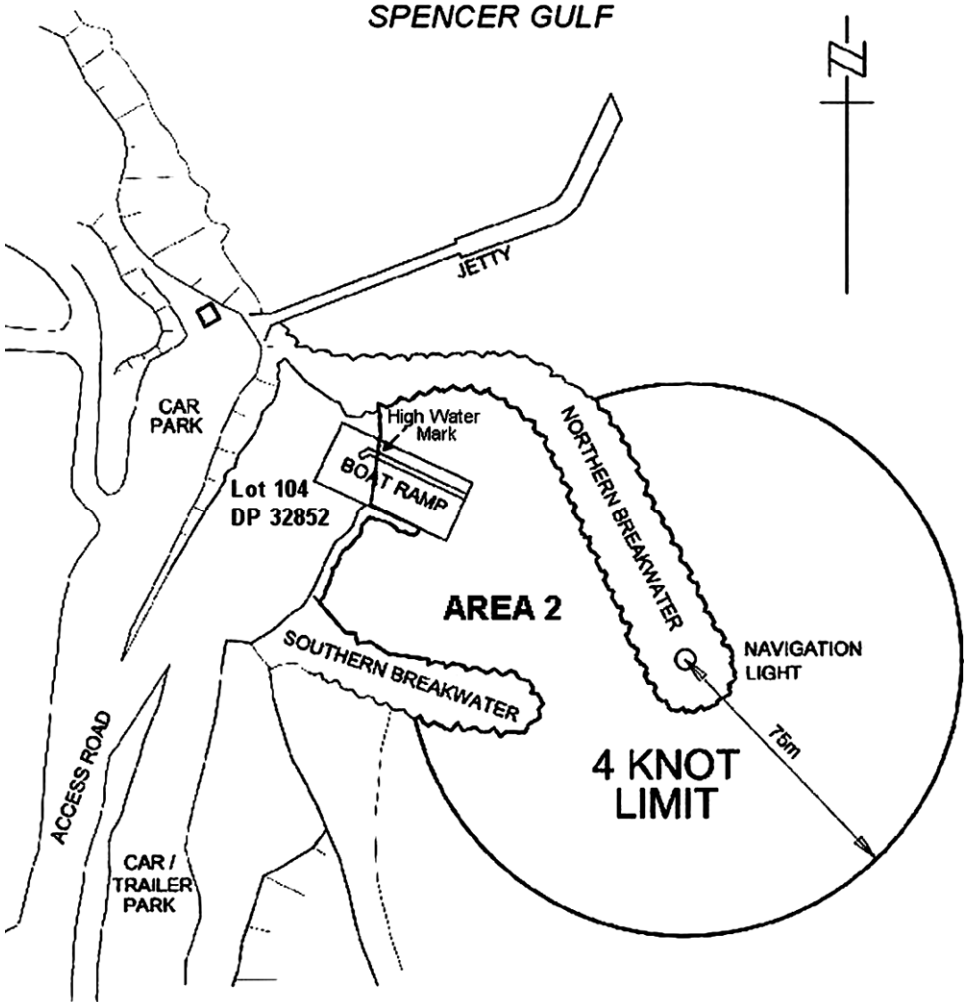 SPENCER GULF
N
JETTY
CAR
PARK
High Water
Mark
BOAT RAMP
Lot 104
DP 32852
NORTHERN BREAKWATER
AREA 2
SOUTHERN BREAKWATER
NAVIGATION
LIGHT
75m
4 KNOT
LIMIT
ACCESS ROAD
CAR /
TRAILER
PARK